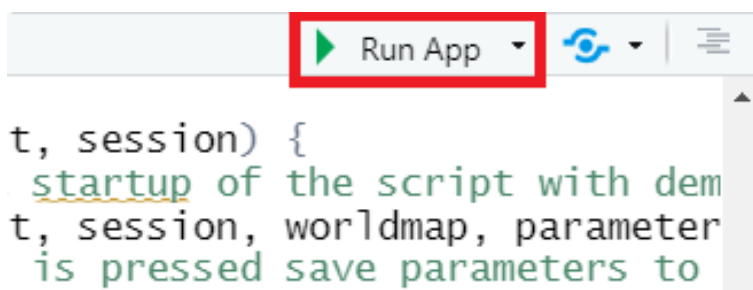 Run App
t, session) {
startup of the script with dem
t, session, worldmap, parameter
is pressed save parameters to